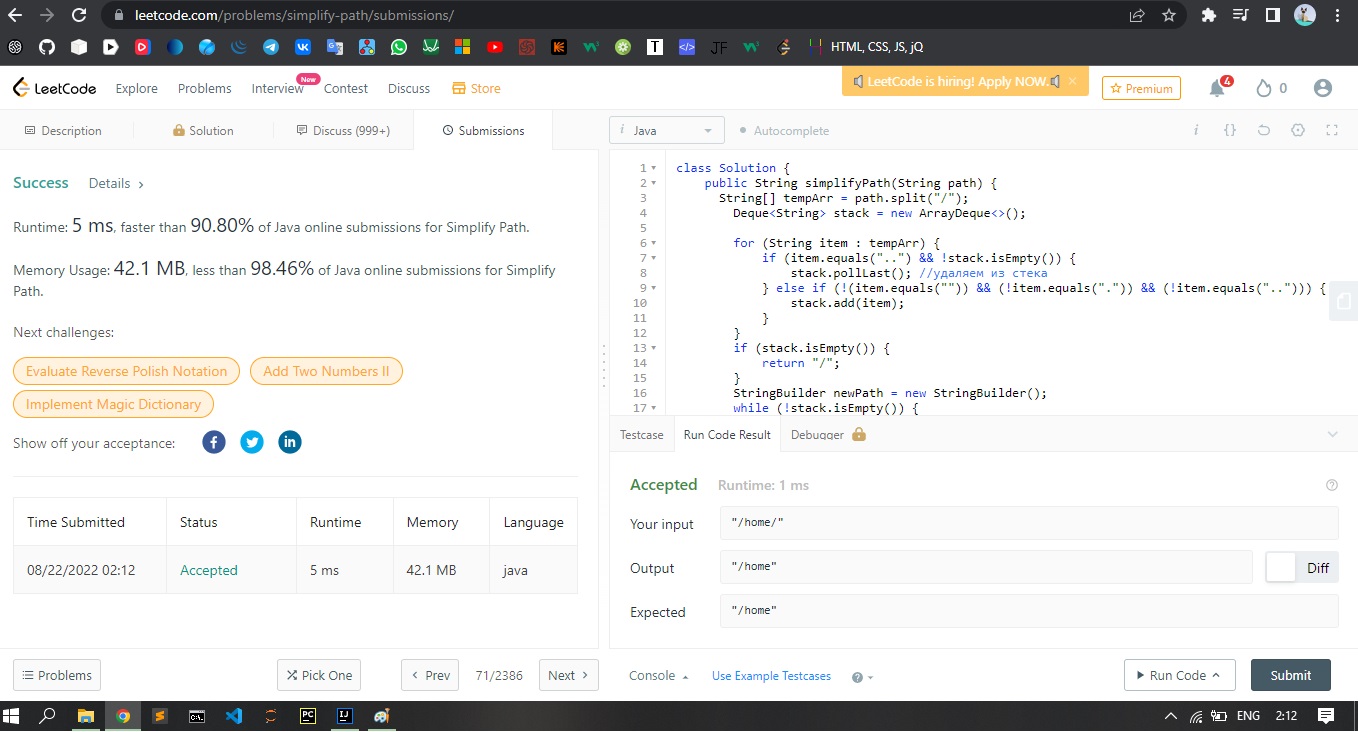 leetcode.com/problems/simplify-path/submissions/
HTML, CSS, JS, jQ
LeetCode
Explore
Problems
Interview
New
Contest
Discuss
Store
LeetCode is hiring! Apply NOW.
×
Premium
4
0
Description
Solution
Discuss (999+)
Submissions
i Java
Autocomplete
Success
Details
Runtime: 5 ms, faster than 90.80% of Java online submissions for Simplify Path.
Memory Usage: 42.1 MB, less than 98.46% of Java online submissions for Simplify
Path.
Next challenges:
Evaluate Reverse Polish Notation
Add Two Numbers II
Implement Magic Dictionary
Show off your acceptance:
Time Submitted Status Runtime Memory Language
08/22/2022 02:12 Accepted 5 ms 42.1 MB java
1 class Solution {
2 public String simplifyPath(String path) {
3 String[] tempArr = path.split("/");
4 Deque<String> stack = new ArrayDeque<>();
5
6 for (String item : tempArr) {
7 if (item.equals("..") && !stack.isEmpty()) {
8 stack.pollLast(); //удаляем из стека
9 } else if (!(item.equals("")) && (!item.equals(".")) && (!item.equals(".."))) {
10 stack.add(item);
11 }
12 }
13 if (stack.isEmpty()) {
14 return "/";
15 }
16 StringBuilder newPath = new StringBuilder();
17 while (!stack.isEmpty()) {
Testcase
Run Code Result
Debugger
Accepted
Runtime: 1 ms
Your input
"/home/"
Output
"/home"
Diff
Expected
"/home"
Problems
Pick One
Prev
71/2386
Next
Console
Use Example Testcases
Run Code
Submit
ENG
2:12